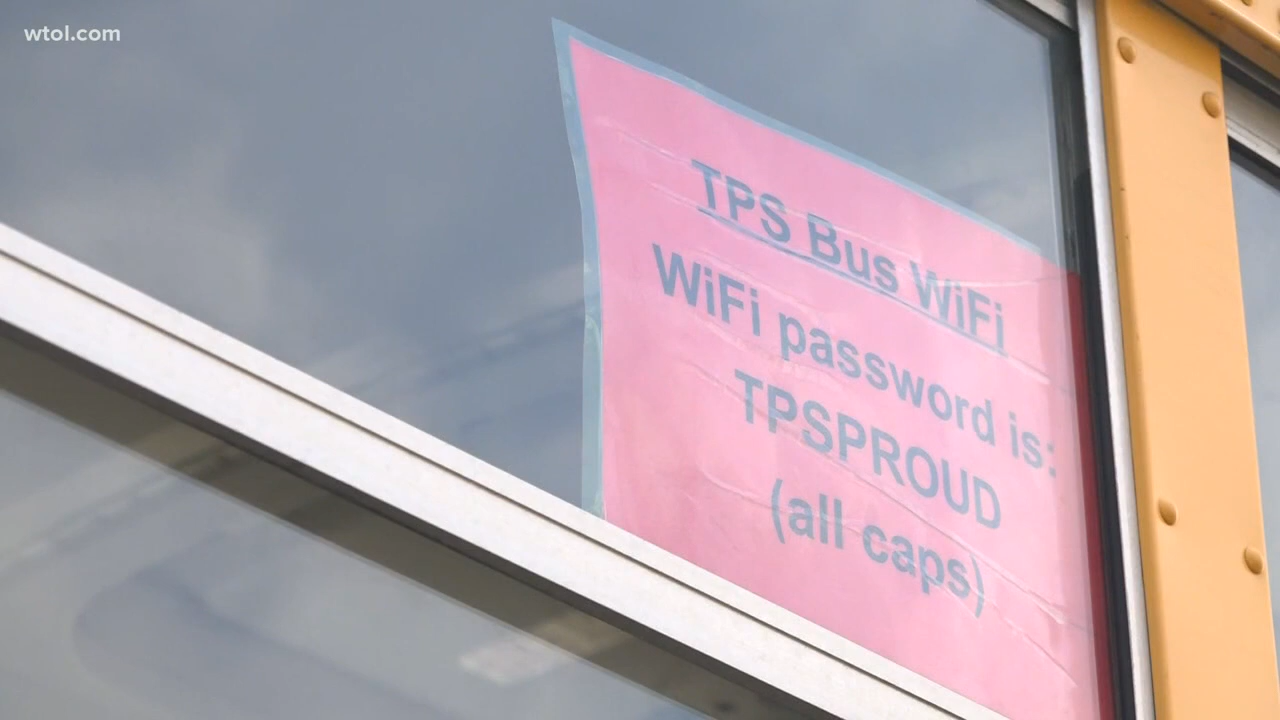 wtol.com
TPS Bus WiFi
WiFi password is:
TPSPROUD
(all caps)